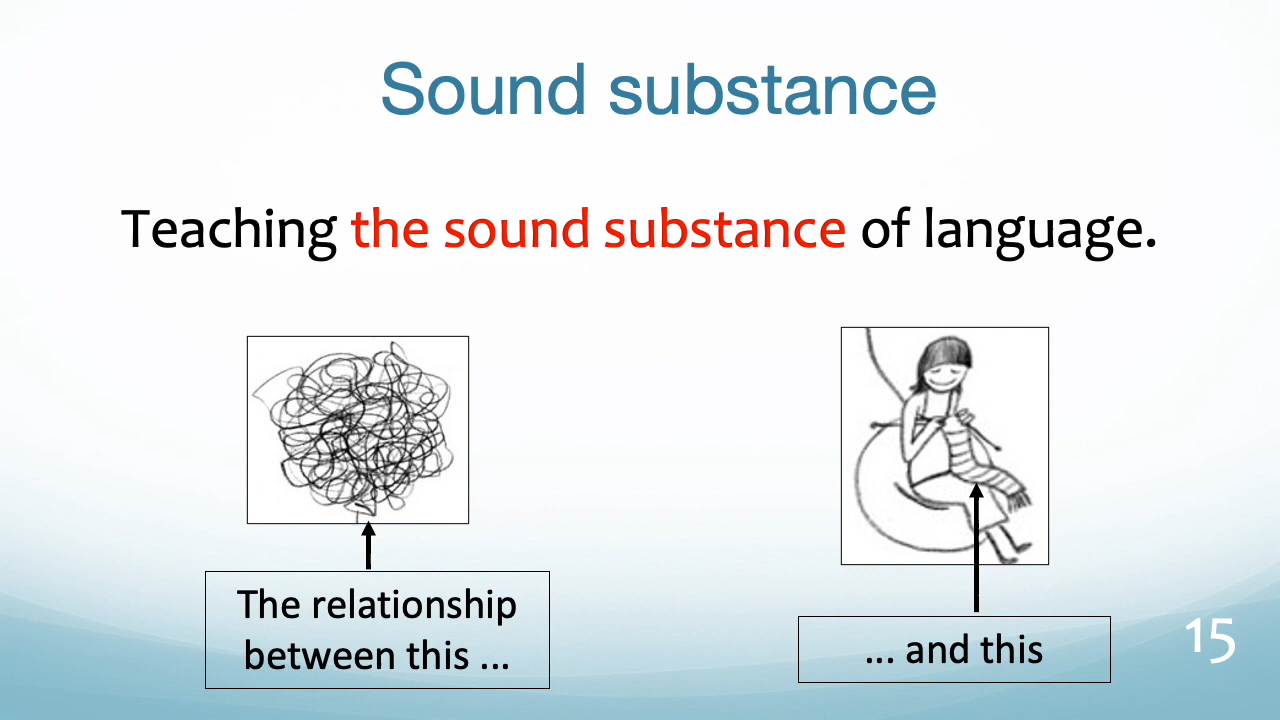 Sound substance
Teaching the sound substance of language.
The relationship
between this ...
... and this
15